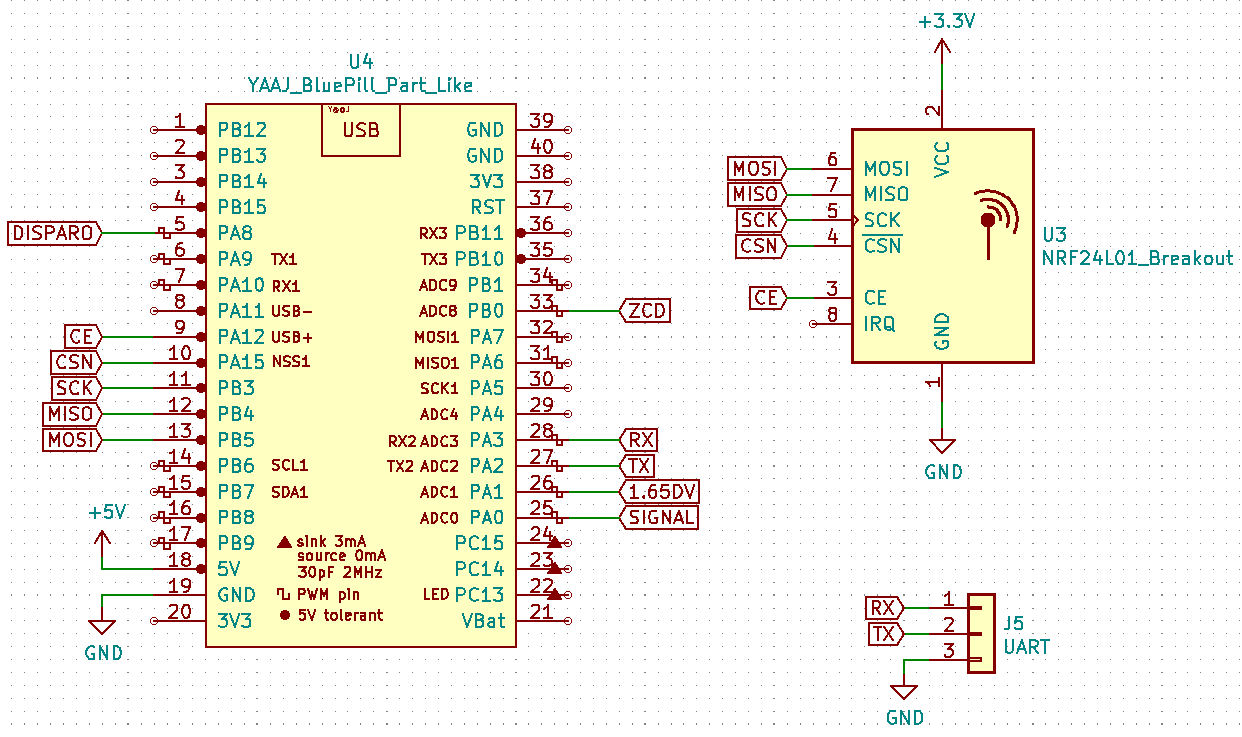 U4
YAAJ_BluePill_Part_Like
YaaJ
USB
1 PB12
2 PB13
3 PB14
4 PB15
DISPARO 5 PA8
6 PA9 TX1
7 PA10 RX1
8 PA11 USB-
CE 9 PA12 USB+
CSN 10 PA15 NSS1
SCK 11 PB3
MISO 12 PB4
MOSI 13 PB5
14 PB6 SCL1
15 PB7 SDA1
16 PB8
17 PB9
+5V
18 5V
19 GND
20 3V3
GND
sink 3mA
source 0mA
30pF 2MHz
PWM pin
5V tolerant
GND 39
GND 40
3V3 38
RST 37
RX3 PB11 36
TX3 PB10 35
ADC9 PB1 34
ADC8 PB0 33 ZCD
MOSI1 PA7 32
MISO1 PA6 31
SCK1 PA5 30
ADC4 PA4 29
RX2 ADC3 PA3 28 RX
TX2 ADC2 PA2 27 TX
ADC1 PA1 26 1.65DV
ADC0 PA0 25 SIGNAL
PC15 24
PC14 23
LED PC13 22
VBat 21
+3.3V
2
VCC
MOSI 6 MOSI
MISO 7 MISO
SCK 5 SCK
CSN 4 CSN
CE 3 CE
8 IRQ
GND
1
GND
U3
NRF24L01_Breakout
RX 1
TX 2
3
GND
J5
UART